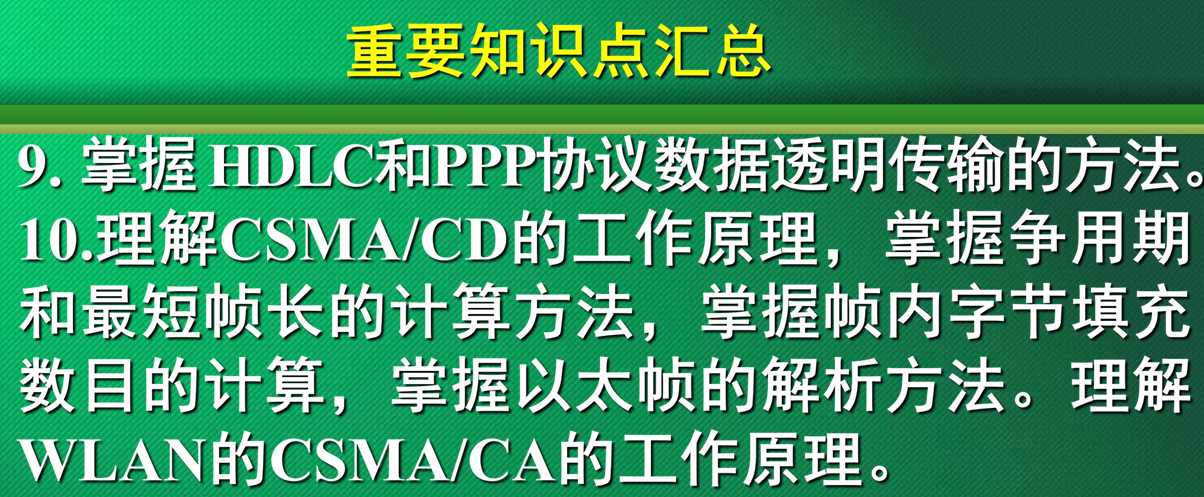 重要知识点汇总
9. 掌握 HDLC和PPP协议数据透明传输的方法。
10.理解CSMA/CD的工作原理，掌握争用期
和最短帧长的计算方法，掌握帧内字节填充
数目的计算，掌握以太帧的解析方法。理解
WLAN的CSMA/CA的工作原理。